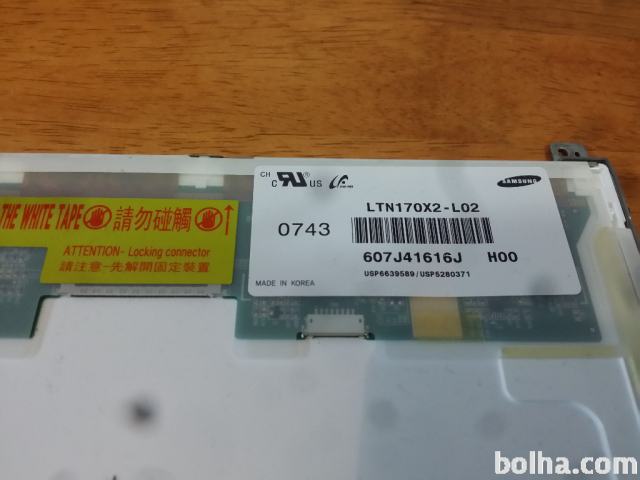 THE WHITE TAPE 請勿碰觸
ATTENTION- Locking connector
請注意-先解開固定裝置
CH
C US
SAMSUNG
LTN170X2-L02
0743
607J41616J H00
USP6639589/USP5280371
MADE IN KOREA
bolha.com